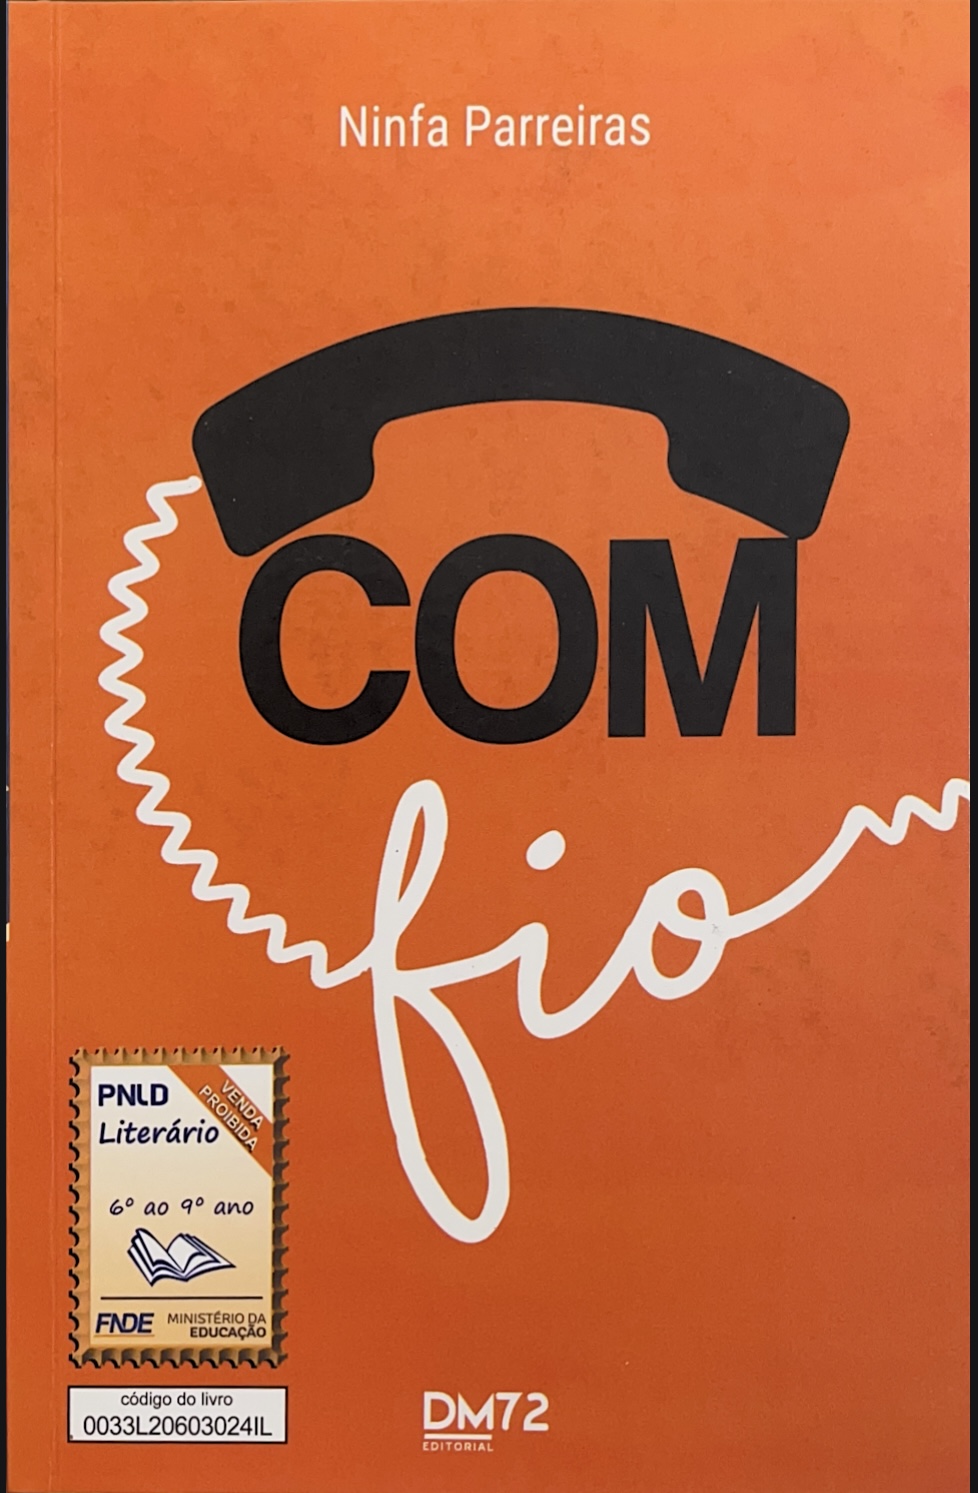 Ninfa Parreiras
COM
fio
PNLD
Literário
VENDA
PROIBIDA
6º ao 9º ano
FNDE
MINISTÉRIO DA
EDUCAÇÃO
código do livro
0033L20603024IL
DM72
EDITORIAL